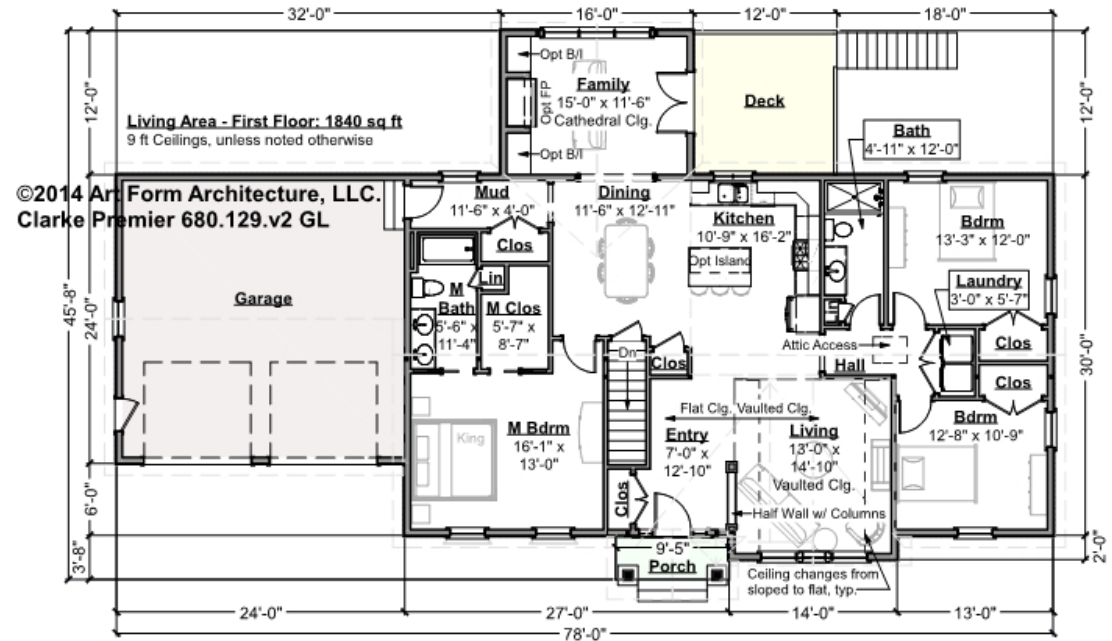 32'-0"
16'-0"
12'-0"
18'-0"
45'-8"
12'-0"
24'-0"
6'-0"
3'-8"
12'-0"
30'-0"
2'-0"
Living Area - First Floor: 1840 sq ft
9 ft Ceilings, unless noted otherwise
©2014 Art Form Architecture, LLC.
Clarke Premier 680.129.v2 GL
Opt B/I
Opt FP
Family
15'-0" x 11'-6"
Cathedral Clg.
Opt B/I
Deck
Bath
4'-11" x 12'-0"
Mud
11'-6" x 4'-0"
Clos
Dining
11'-6" x 12'-11"
Kitchen
10'-9" x 16'-2"
Opt Island
Bdrm
13'-3" x 12'-0"
Laundry
3'-0" x 5'-7"
Garage
Lin
M
Bath
5'-6" x
11'-4"
M Clos
5'-7" x
8'-7"
Dn
Clos
Attic Access
Hall
Clos
Clos
King
M Bdrm
16'-1" x
13'-0"
Flat Clg.
Vaulted Clg.
Entry
7'-0" x
12'-10"
Living
13'-0" x
14'-10"
Vaulted Clg.
Bdrm
12'-8" x 10'-9"
Clos
Half Wall w/ Columns
9'-5"
Porch
Ceiling changes from
sloped to flat, typ.
24'-0"
27'-0"
14'-0"
13'-0"
78'-0"